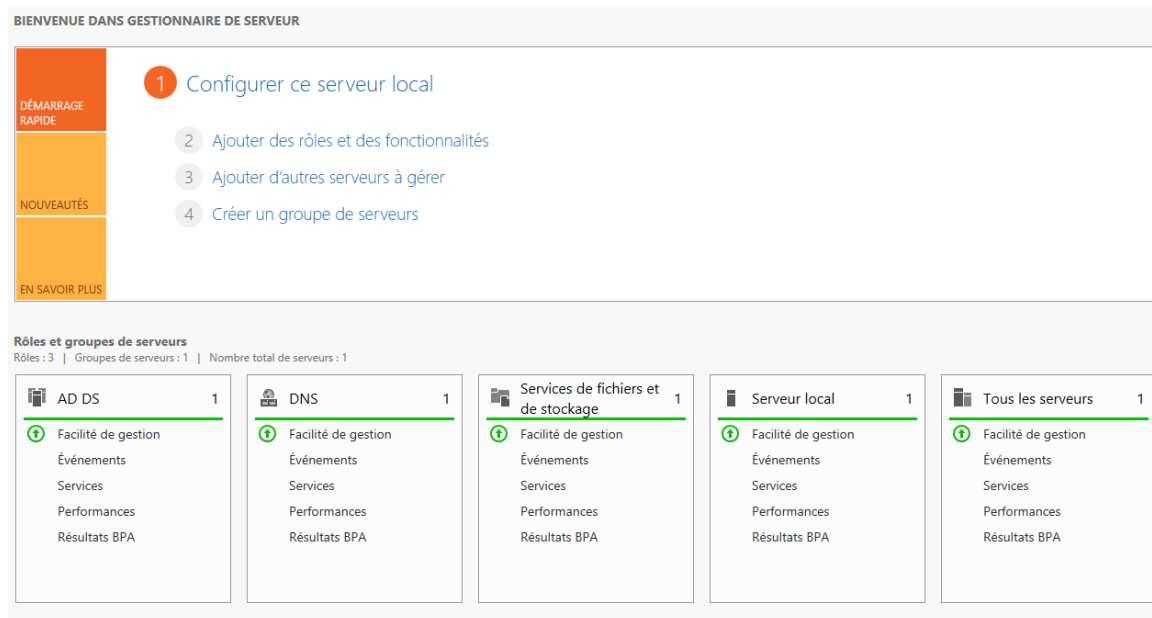 BIENVENUE DANS GESTIONNAIRE DE SERVEUR
DÉMARRAGE
RAPIDE
NOUVEAUTÉS
EN SAVOIR PLUS
1 Configurer ce serveur local
2 Ajouter des rôles et des fonctionnalités
3 Ajouter d'autres serveurs à gérer
4 Créer un groupe de serveurs
Rôles et groupes de serveurs
Rôles : 3 | Groupes de serveurs : 1 | Nombre total de serveurs : 1
AD DS 1
Facilité de gestion
Événements
Services
Performances
Résultats BPA
DNS 1
Facilité de gestion
Événements
Services
Performances
Résultats BPA
Services de fichiers et
de stockage 1
Facilité de gestion
Événements
Services
Performances
Résultats BPA
Serveur local 1
Facilité de gestion
Événements
Services
Performances
Résultats BPA
Tous les serveurs 1
Facilité de gestion
Événements
Services
Performances
Résultats BPA